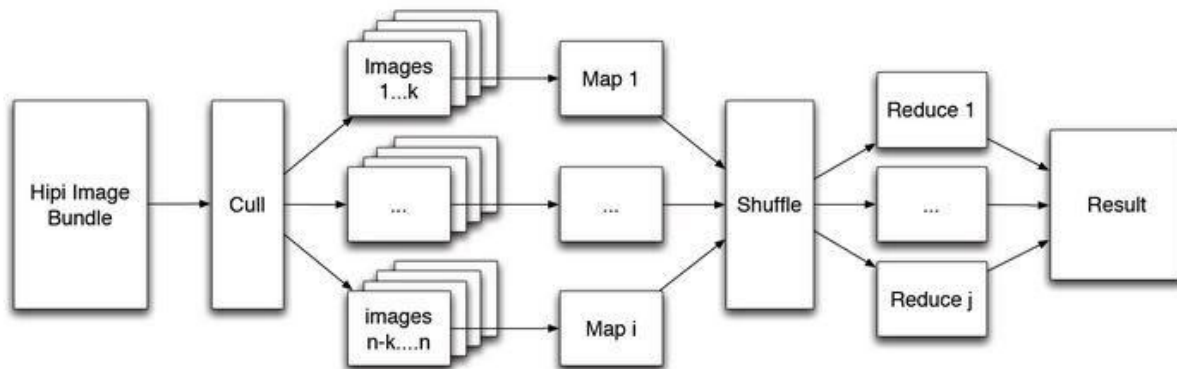 Hipi Image
Bundle
Cull
Images
1...k
...
images
n-k....n
Map 1
...
Map i
Shuffle
Reduce 1
...
Reduce j
Result